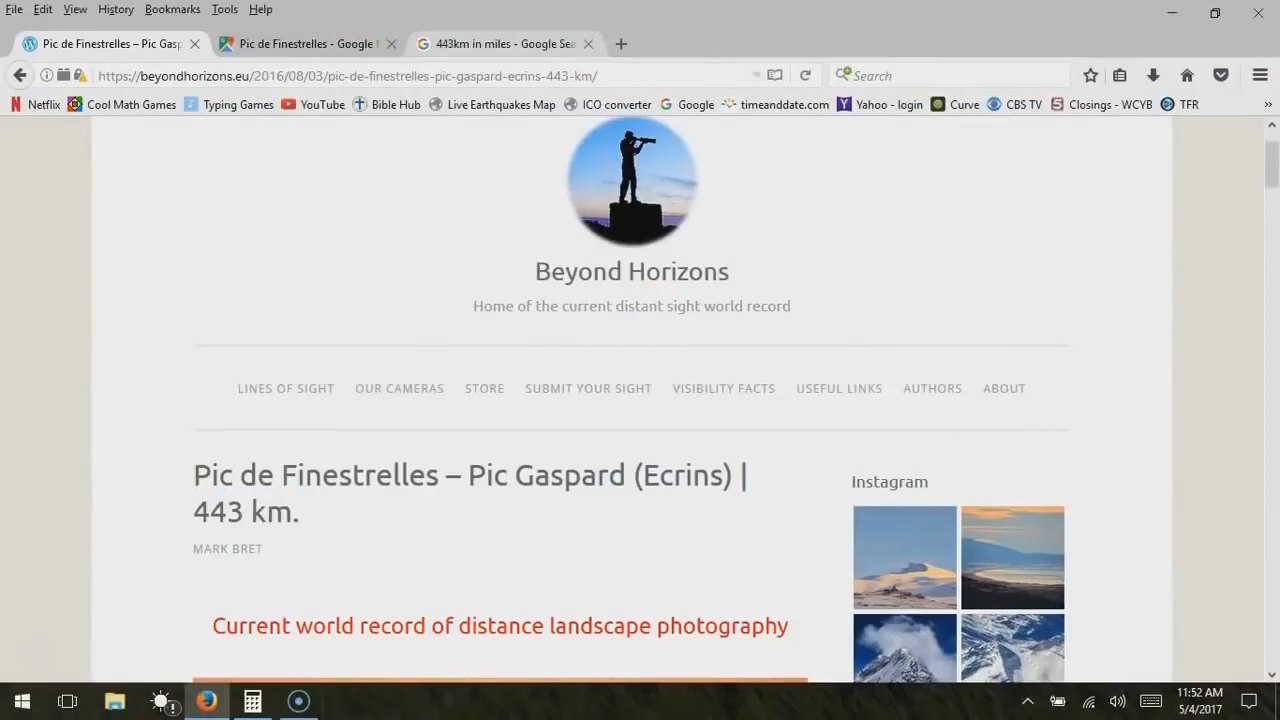 File Edit View History Bookmarks Tools Help
Pic de Finestrelles – Pic Gasp
Pic de Finestrelles - Google
443km in miles - Google Sea
https://beyondhorizons.eu/2016/08/03/pic-de-finestrelles-pic-gaspard-ecrins-443-km/
Search
Netflix Cool Math Games Typing Games YouTube Bible Hub Live Earthquakes Map ICO converter Google timeanddate.com Yahoo - login Curve CBS TV Closings - WCYB TFR
Beyond Horizons
Home of the current distant sight world record
LINES OF SIGHT OUR CAMERAS STORE SUBMIT YOUR SIGHT VISIBILITY FACTS USEFUL LINKS AUTHORS ABOUT
Pic de Finestrelles – Pic Gaspard (Ecrins) |
443 km.
MARK BRET
Instagram
Current world record of distance landscape photography
11:52 AM
5/4/2017